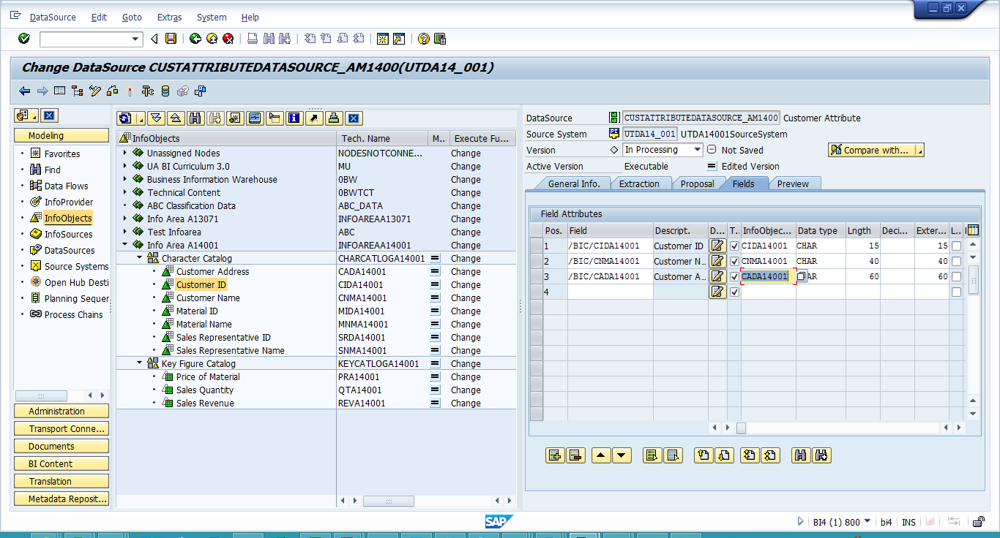 DataSource Edit Goto Extras System Help
Change DataSource CUSTATTRIBUTEDATASOURCE_AM1400(UTDA14_001)
Modeling
Favorites
Find
Data Flows
InfoProvider
InfoObjects
InfoSources
DataSources
Source Systems
Open Hub Desti
Planning Sequer
Process Chains
Administration
Transport Conne...
Documents
BI Content
Translation
Metadata Reposit...
InfoObjects Tech. Name M.. Execute Fu...
Unassigned Nodes NODESNOTCONNE... Change
UA BI Curriculum 3.0 MU Change
Business Information Warehouse 0BW Change
Technical Content 0BWTCT Change
ABC Classification Data ABC_DATA Change
Info Area A13071 INFOAREAA13071 Change
Test Infoarea ABC Change
Info Area A14001 INFOAREAA14001 Change
Character Catalog CHARCATLOGA14001 Change
Customer Address CADA14001 Change
Customer ID CIDA14001 Change
Customer Name CNMA14001 Change
Material ID MIDA14001 Change
Material Name MNMA14001 Change
Sales Representative ID SRDA14001 Change
Sales Representative Name SNMA14001 Change
Key Figure Catalog KEYCATLOGA14001 Change
Price of Material PRA14001 Change
Sales Quantity QTA14001 Change
Sales Revenue REVA14001 Change
DataSource CUSTATTRIBUTEDATASOURCE_AM1400 Customer Attribute
Source System UTDA14_001 UTDA14001SourceSystem
Version In Processing Not Saved Compare with...
Active Version Executable Edited Version
General Info. Extraction Proposal Fields Preview
Field Attributes
Pos. Field Descript. D... T.. InfoObjec... Data type Lngth Deci... Exter... L..
1 /BIC/CIDA14001 Customer ID CIDA14001 CHAR 15 15
2 /BIC/CNMA14001 Customer N... CNMA14001 CHAR 40 40
3 /BIC/CADA14001 Customer A... CADA14001 AR 60 60
4
SAP
BI4 (1) 800 bi4 INS